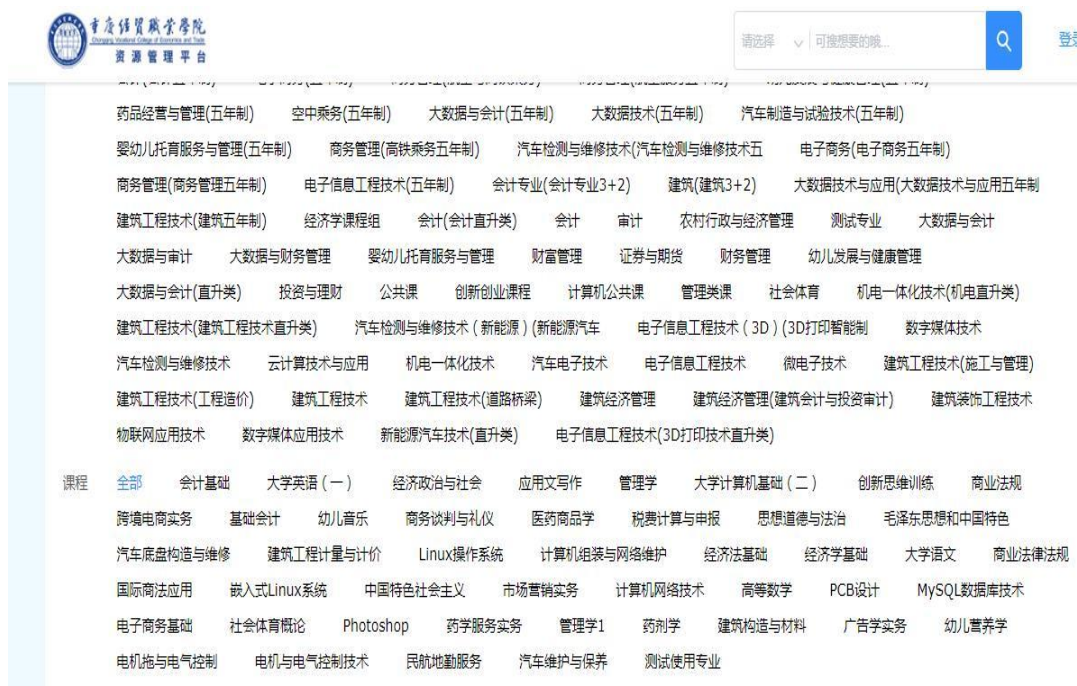 重庆经贸职业学院
Chongqing Vocational College of Economics and Trade
资源管理平台
请选择 可搜想要的哦... 登录
药品经营与管理(五年制) 空中乘务(五年制) 大数据与会计(五年制) 大数据技术(五年制) 汽车制造与试验技术(五年制)
婴幼儿托育服务与管理(五年制) 商务管理(高铁乘务五年制) 汽车检测与维修技术(汽车检测与维修技术五 电子商务(电子商务五年制)
商务管理(商务管理五年制) 电子信息工程技术(五年制) 会计专业(会计专业3+2) 建筑(建筑3+2) 大数据技术与应用(大数据技术与应用五年制
建筑工程技术(建筑五年制) 经济学课程组 会计(会计直升类) 会计 审计 农村行政与经济管理 测试专业 大数据与会计
大数据与审计 大数据与财务管理 婴幼儿托育服务与管理 财富管理 证券与期货 财务管理 幼儿发展与健康管理
大数据与会计(直升类) 投资与理财 公共课 创新创业课程 计算机公共课 管理类课 社会体育 机电一体化技术(机电直升类)
建筑工程技术(建筑工程技术直升类) 汽车检测与维修技术（新能源）(新能源汽车 电子信息工程技术（3D）(3D打印智能制 数字媒体技术
汽车检测与维修技术 云计算技术与应用 机电一体化技术 汽车电子技术 电子信息工程技术 微电子技术 建筑工程技术(施工与管理)
建筑工程技术(工程造价) 建筑工程技术 建筑工程技术(道路桥梁) 建筑经济管理 建筑经济管理(建筑会计与投资审计) 建筑装饰工程技术
物联网应用技术 数字媒体应用技术 新能源汽车技术(直升类) 电子信息工程技术(3D打印技术直升类)
课程 全部 会计基础 大学英语（一） 经济政治与社会 应用文写作 管理学 大学计算机基础（二） 创新思维训练 商业法规
跨境电商实务 基础会计 幼儿音乐 商务谈判与礼仪 医药商品学 税费计算与申报 思想道德与法治 毛泽东思想和中国特色
汽车底盘构造与维修 建筑工程计量与计价 Linux操作系统 计算机组装与网络维护 经济法基础 经济学基础 大学语文 商业法律法规
国际商法应用 嵌入式Linux系统 中国特色社会主义 市场营销实务 计算机网络技术 高等数学 PCB设计 MySQL数据库技术
电子商务基础 社会体育概论 Photoshop 药学服务实务 管理学1 药剂学 建筑构造与材料 广告学实务 幼儿营养学
电机拖与电气控制 电机与电气控制技术 民航地勤服务 汽车维护与保养 测试使用专业